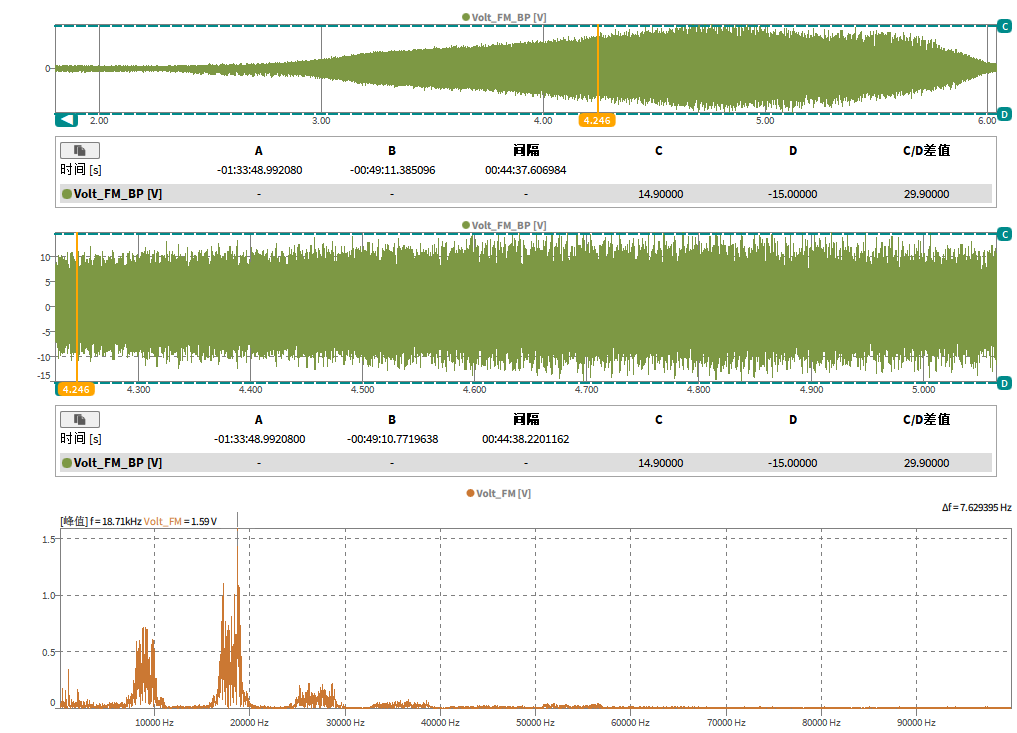 Volt_FM_BP [V]
C
0
D
2.00 3.00 4.00 4.246 5.00 6.00
A B 间隔 C D C/D差值
时间 [s] -01:33:48.992080 -00:49:11.385096 00:44:37.606984
Volt_FM_BP [V] - - - 14.90000 -15.00000 29.90000
Volt_FM_BP [V]
C
10
5
0
-5
-10
-15
D
4.246 4.300 4.400 4.500 4.600 4.700 4.800 4.900 5.000
A B 间隔 C D C/D差值
时间 [s] -01:33:48.9920800 -00:49:10.7719638 00:44:38.2201162
Volt_FM_BP [V] - - - 14.90000 -15.00000 29.90000
Volt_FM [V]
Δf = 7.629395 Hz
[峰值] f = 18.71kHz Volt_FM = 1.59 V
1.5
1.0
0.5
0
10000 Hz 20000 Hz 30000 Hz 40000 Hz 50000 Hz 60000 Hz 70000 Hz 80000 Hz 90000 Hz